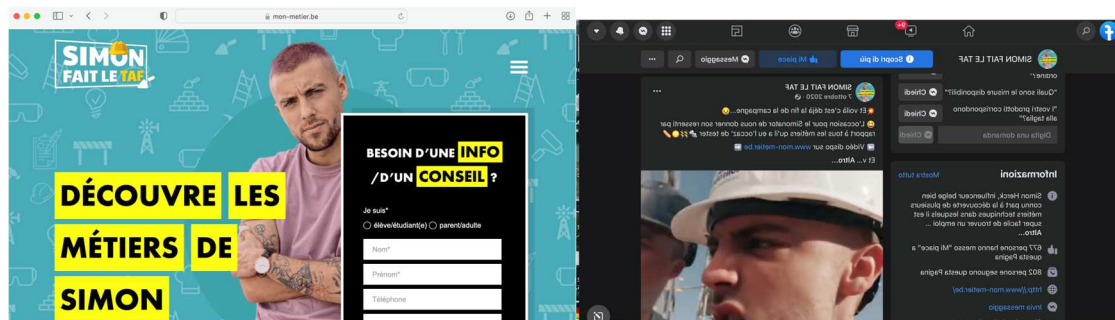 mon-metier.be
SIMON
FAIT LE TAF
DÉCOUVRE LES
MÉTIERS DE
SIMON
BESOIN D'UNE INFO
/D'UN CONSEIL ?
Je suis*
élève/étudiant(e) parent/adulte
Nom*
Prénom*
Téléphone
9+
SIMON FAIT LE TAF
Scopri di più
Mi piace
Messaggio
ordine?"
"Quali sono le misure disponibili?" Chiedi
"I vostri prodotti corrispondono
alla taglia?" Chiedi
Digita una domanda Chiedi
Informazioni Mostra tutto
Simon Herck, influenceur belge bien
connu part à la découverte de plusieurs
métiers techniques dans lesquels il est
super facile de trouver un emploi ...
Altro...
677 persone hanno messo "Mi piace" a
questa Pagina
802 persone seguono questa Pagina
http://www.mon-metier.be/
Invia messaggio
SIMON FAIT LE TAF
7 ottobre 2020
Et voilà c'est déjà la fin de la campagne...
L'occasion pour le Simonator de nous donner son ressenti par
rapport à tous les métiers qu'il a eu l'occaz' de tester
Vidéo dispo sur www.mon-metier.be
Et v... Altro...